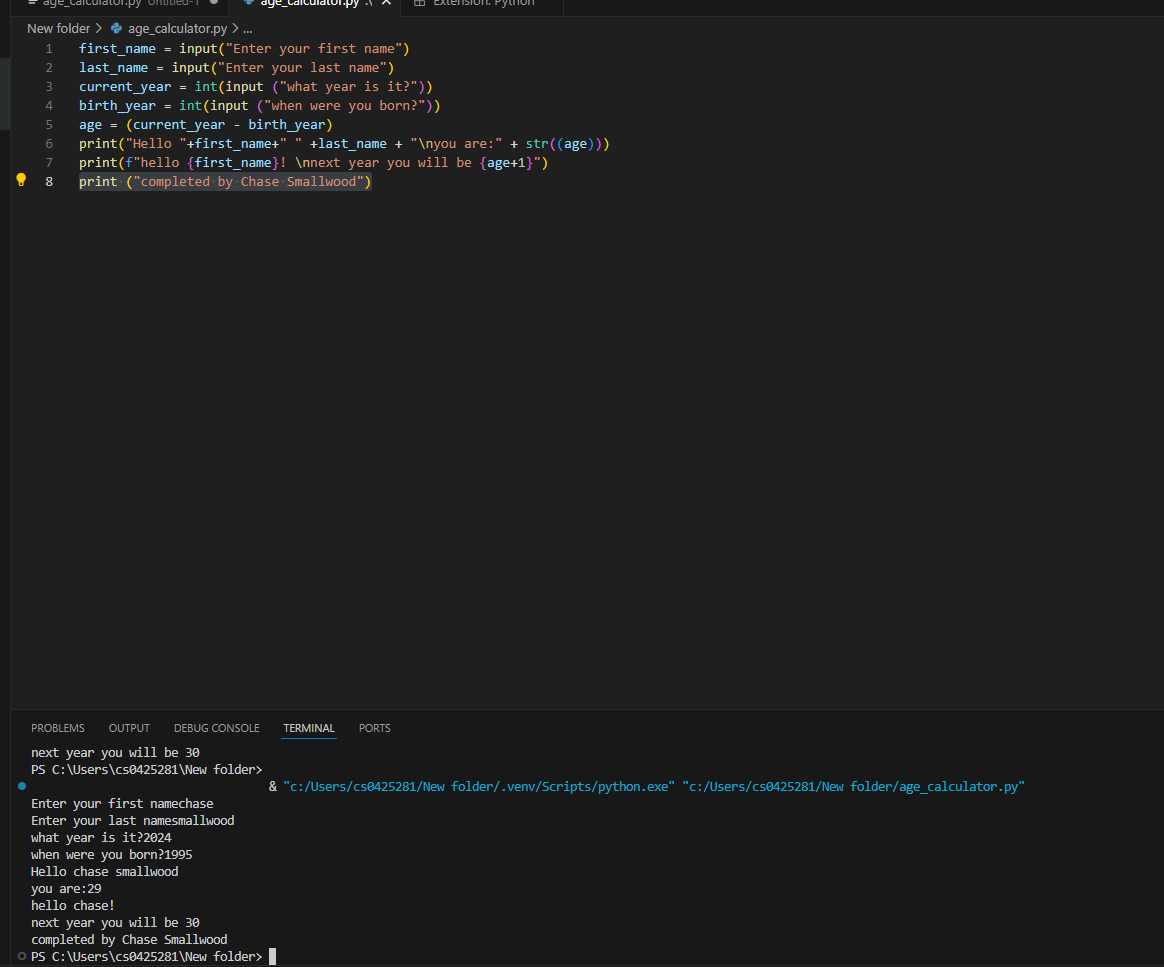 age_calculator.py Untitled-1 age_calculator.py .\ Extension: Python
New folder > age_calculator.py > ...
1 first_name = input("Enter your first name")
2 last_name = input("Enter your last name")
3 current_year = int(input ("what year is it?"))
4 birth_year = int(input ("when were you born?"))
5 age = (current_year - birth_year)
6 print("Hello "+first_name+" " +last_name + "\nyou are:" + str((age)))
7 print(f"hello {first_name}! \nnext year you will be {age+1}")
8 print ("completed by Chase Smallwood")
PROBLEMS OUTPUT DEBUG CONSOLE TERMINAL PORTS
next year you will be 30
PS C:\Users\cs0425281\New folder>
& "c:/Users/cs0425281/New folder/.venv/Scripts/python.exe" "c:/Users/cs0425281/New folder/age_calculator.py"
Enter your first namechase
Enter your last namesmallwood
what year is it?2024
when were you born?1995
Hello chase smallwood
you are:29
hello chase!
next year you will be 30
completed by Chase Smallwood
PS C:\Users\cs0425281\New folder>